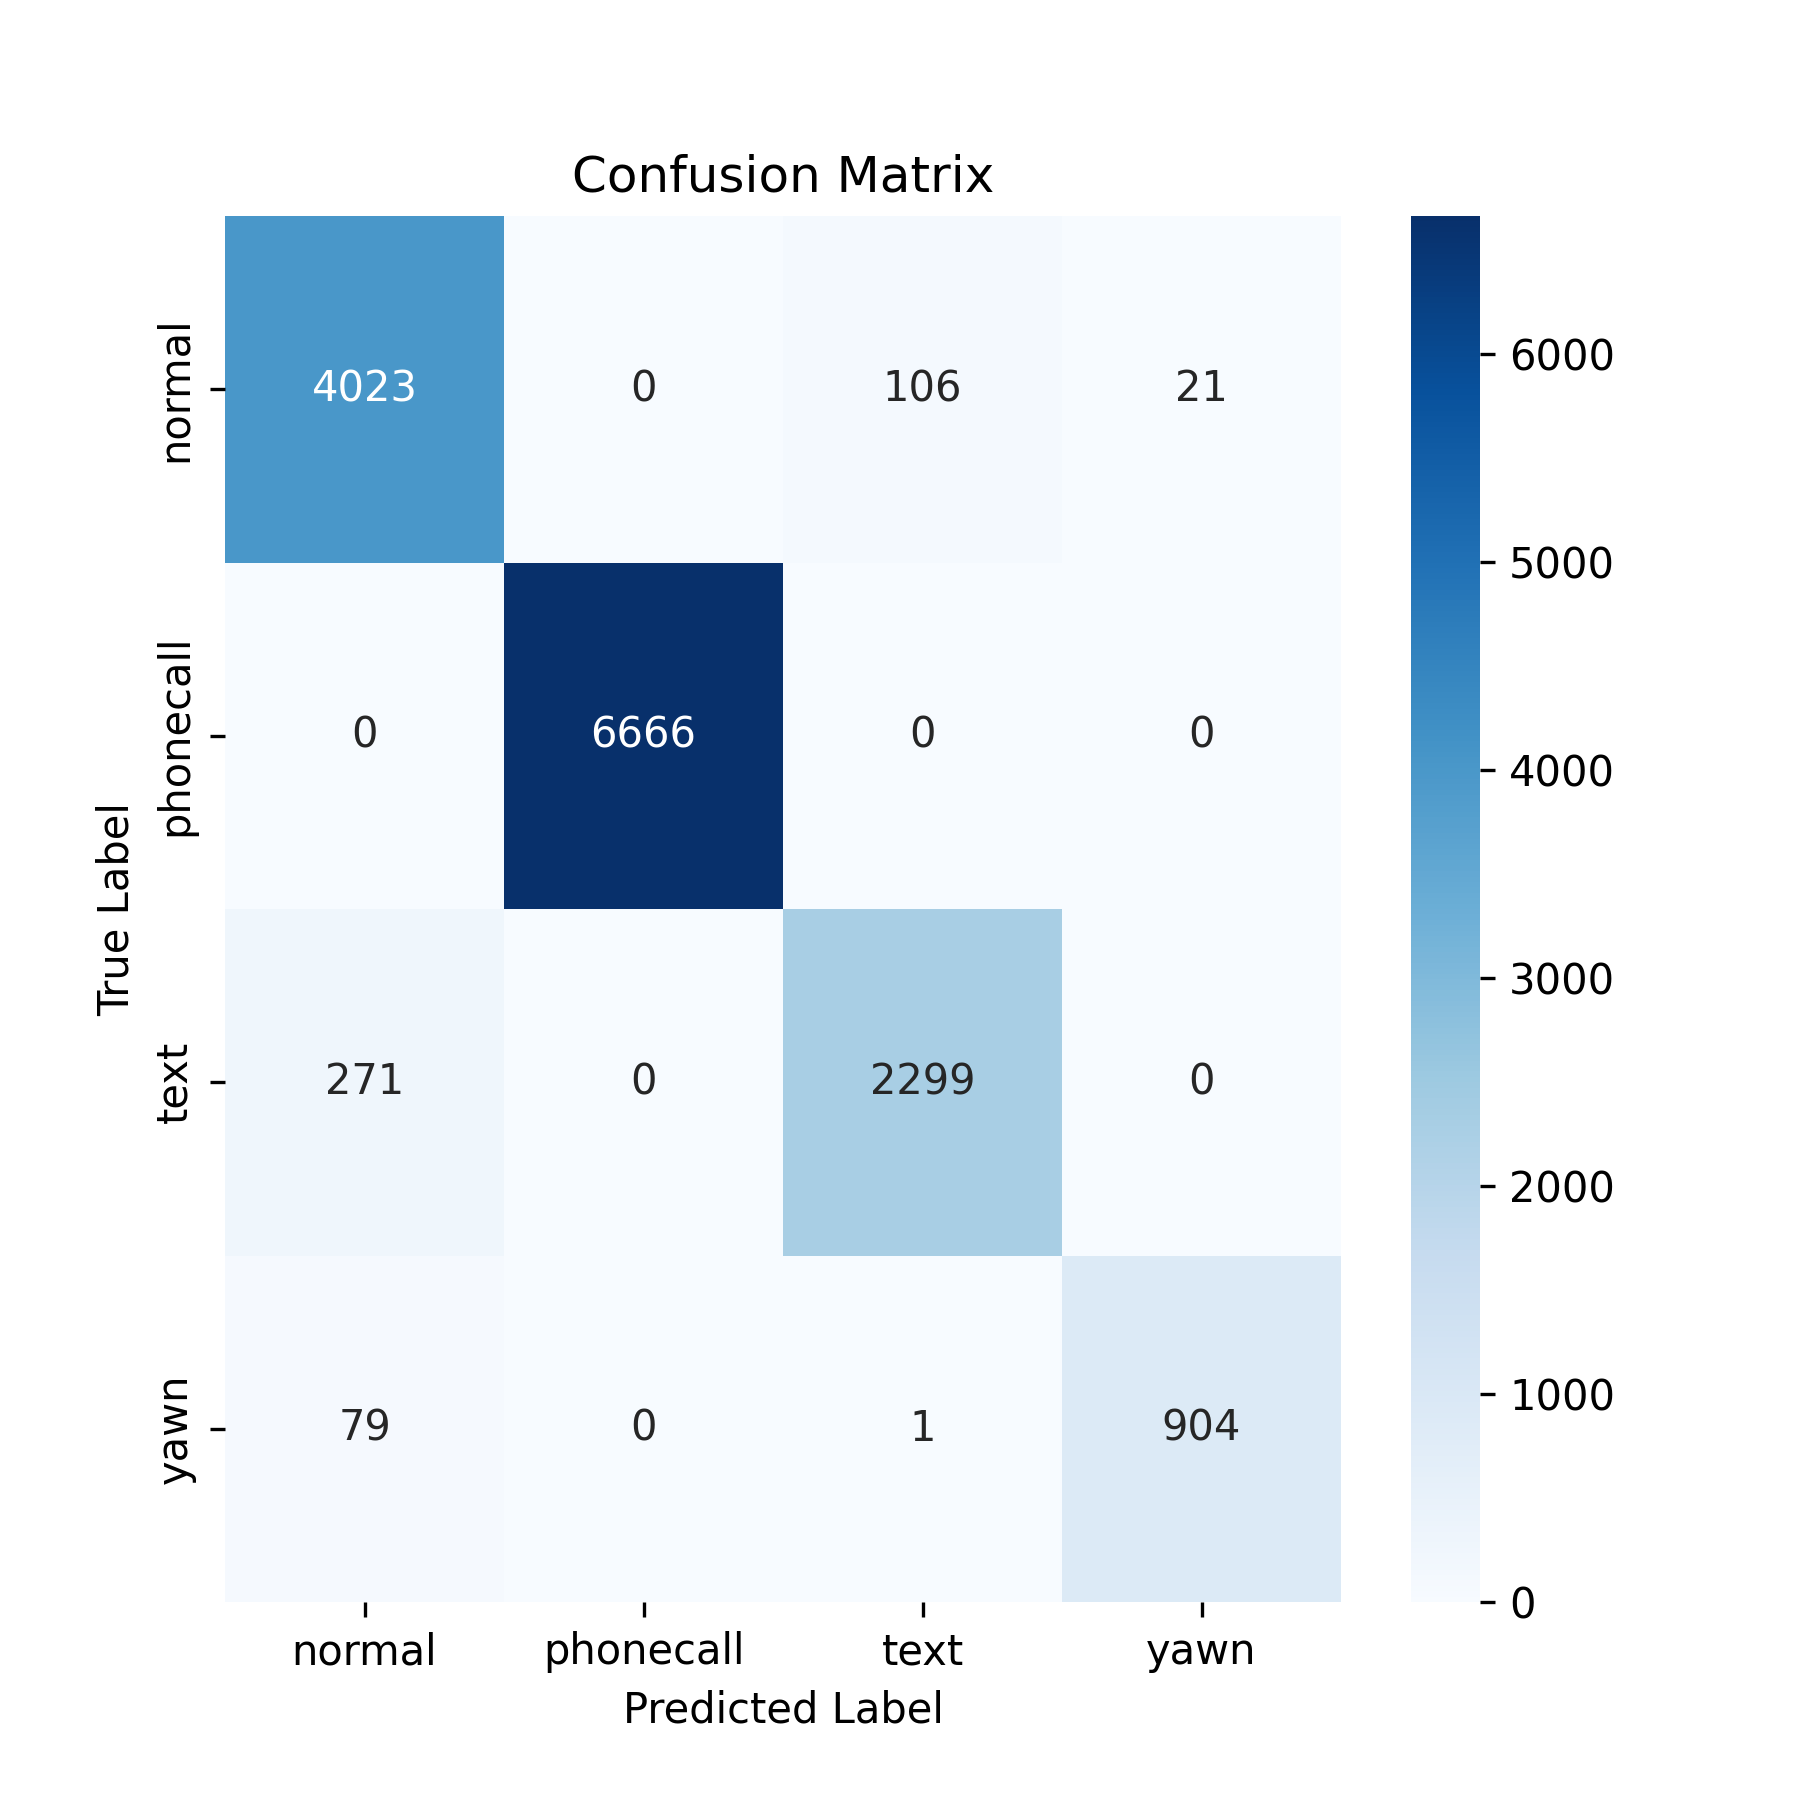 Confusion Matrix
True Label
normal
4023 0 106 21
phonecall
0 6666 0 0
text
271 0 2299 0
yawn
79 0 1 904
normal phonecall text yawn
Predicted Label
6000
5000
4000
3000
2000
1000
0